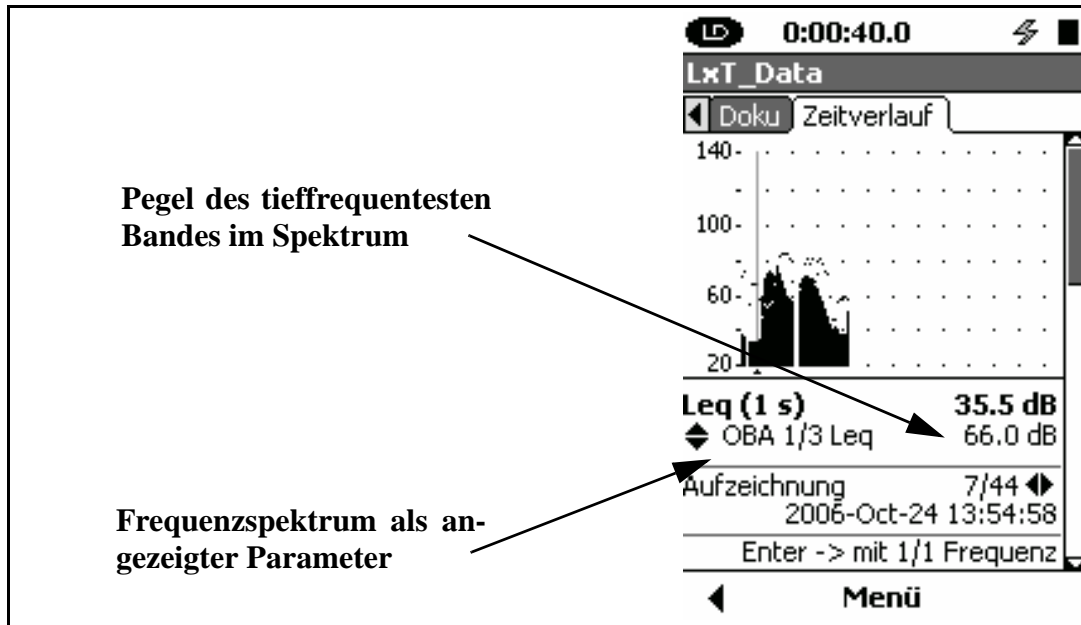 Pegel des tieffrequentesten
Bandes im Spektrum
Frequenzspektrum als an-
gezeigter Parameter
LD 0:00:40.0
LxT_Data
Doku Zeitverlauf
140
100
60
20
Leq (1 s) 35.5 dB
OBA 1/3 Leq 66.0 dB
Aufzeichnung 7/44
2006-Oct-24 13:54:58
Enter -> mit 1/1 Frequenz
Menü